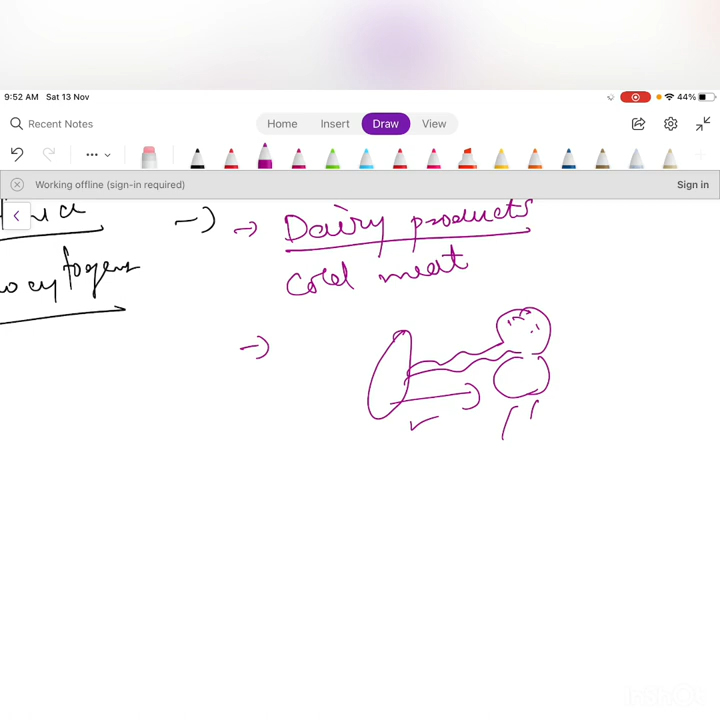 9:52 AM Sat 13 Nov
44%
Recent Notes
Home Insert Draw View
Working offline (sign-in required)
Sign in
Dairy products
cold meat
ocytogens